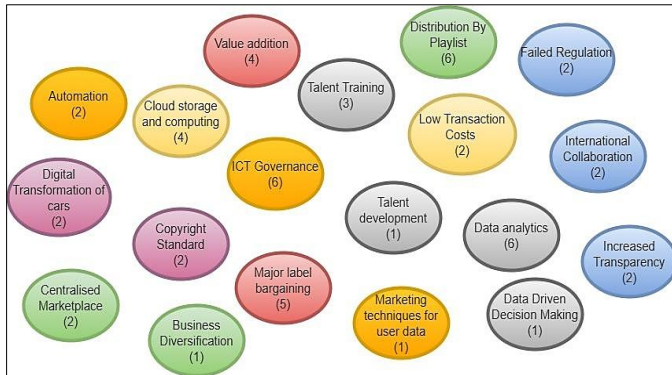 Value addition
(4)
Distribution By
Playlist
(6)
Failed Regulation
(2)
Automation
(2)
Cloud storage
and computing
(4)
Talent Training
(3)
Low Transaction
Costs
(2)
International
Collaboration
(2)
Digital
Transformation of
cars
(2)
ICT Governance
(6)
Talent
development
(1)
Data analytics
(6)
Copyright
Standard
(2)
Increased
Transparency
(2)
Centralised
Marketplace
(2)
Major label
bargaining
(5)
Business
Diversification
(1)
Marketing
techniques for
user data
(1)
Data Driven
Decision Making
(1)